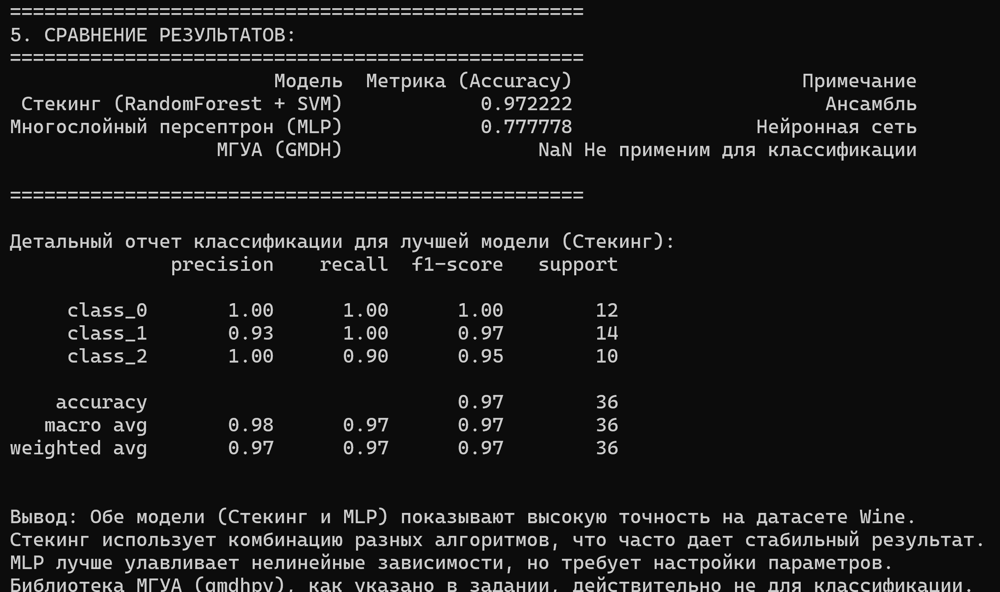 ==================================================
5. СРАВНЕНИЕ РЕЗУЛЬТАТОВ:
==================================================
Модель Метрика (Accuracy) Примечание
Стекинг (RandomForest + SVM) 0.972222 Ансамбль
Многослойный персептрон (MLP) 0.777778 Нейронная сеть
МГУА (GMDH) NaN Не применим для классификации
==================================================
Детальный отчет классификации для лучшей модели (Стекинг):
precision recall f1-score support
class_0 1.00 1.00 1.00 12
class_1 0.93 1.00 0.97 14
class_2 1.00 0.90 0.95 10
accuracy 0.97 36
macro avg 0.98 0.97 0.97 36
weighted avg 0.97 0.97 0.97 36
Вывод: Обе модели (Стекинг и MLP) показывают высокую точность на датасете Wine.
Стекинг использует комбинацию разных алгоритмов, что часто дает стабильный результат.
MLP лучше улавливает нелинейные зависимости, но требует настройки параметров.
Библиотека МГУА (gmdhpy), как указано в задании, действительно не для классификации.